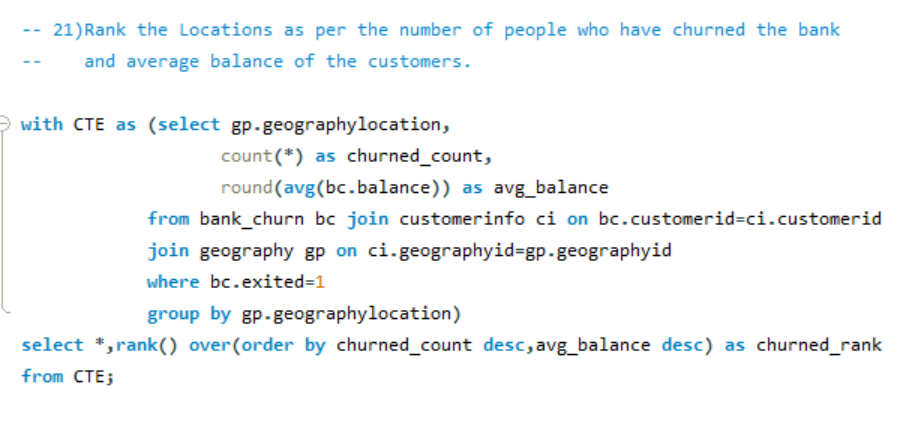 -- 21)Rank the Locations as per the number of people who have churned the bank
--    and average balance of the customers.
with CTE as (select gp.geographylocation,
count(*) as churned_count,
round(avg(bc.balance)) as avg_balance
from bank_churn bc join customerinfo ci on bc.customerid=ci.customerid
join geography gp on ci.geographyid=gp.geographyid
where bc.exited=1
group by gp.geographylocation)
select *,rank() over(order by churned_count desc,avg_balance desc) as churned_rank
from CTE;